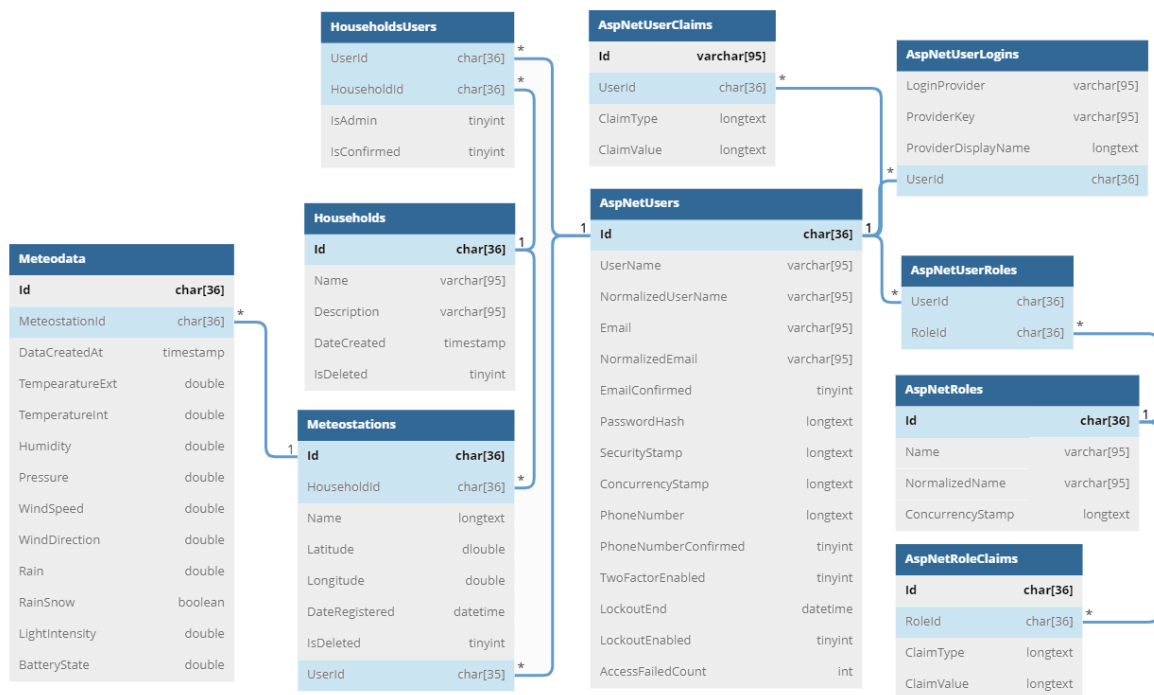 HouseholdsUsers
UserId char[36] *
HouseholdId char[36] *
IsAdmin tinyint
IsConfirmed tinyint
AspNetUserClaims
Id varchar[95]
UserId char[36] *
ClaimType longtext
ClaimValue longtext
AspNetUserLogins
LoginProvider varchar[95]
ProviderKey varchar[95]
ProviderDisplayName longtext
* UserId char[36]
Households
Id char[36] 1
Name varchar[95]
Description varchar[95]
DateCreated timestamp
IsDeleted tinyint
AspNetUsers
1 Id char[36] 1
UserName varchar[95]
NormalizedUserName varchar[95]
Email varchar[95]
NormalizedEmail varchar[95]
EmailConfirmed tinyint
PasswordHash longtext
SecurityStamp longtext
ConcurrencyStamp longtext
PhoneNumber longtext
PhoneNumberConfirmed tinyint
TwoFactorEnabled tinyint
LockoutEnd datetime
LockoutEnabled tinyint
AccessFailedCount int
AspNetUserRoles
* UserId char[36]
RoleId char[36] *
Meteodata
Id char[36]
MeteostationId char[36] *
DataCreatedAt timestamp
TempearatureExt double
TemperatureInt double
Humidity double
Pressure double
WindSpeed double
WindDirection double
Rain double
RainSnow boolean
LightIntensity double
BatteryState double
Meteostations
1 Id char[36]
HouseholdId char[36] *
Name longtext
Latitude dlouble
Longitude double
DateRegistered datetime
IsDeleted tinyint
UserId char[35] *
AspNetRoles
Id char[36] 1
Name varchar[95]
NormalizedName varchar[95]
ConcurrencyStamp longtext
AspNetRoleClaims
Id char[36]
RoleId char[36] *
ClaimType longtext
ClaimValue longtext